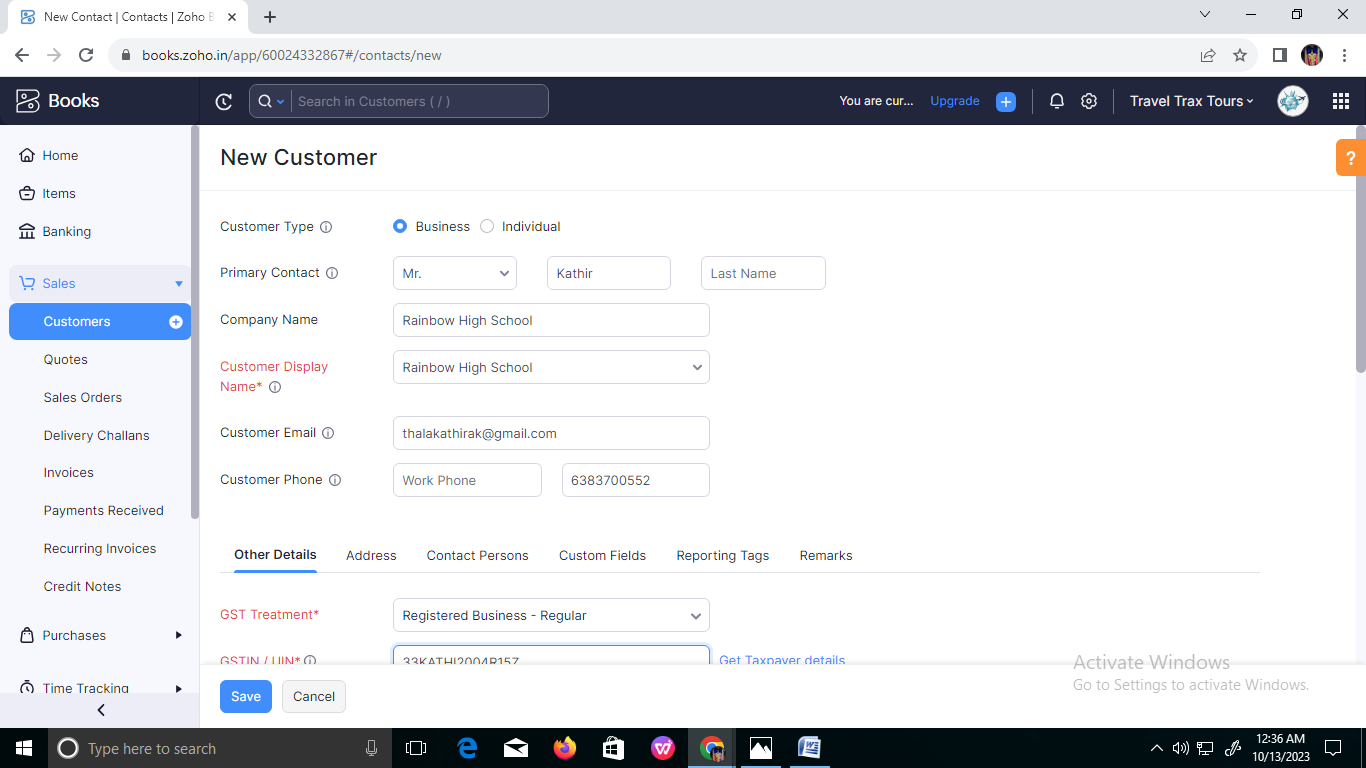 New Contact | Contacts | Zoho B
books.zoho.in/app/60024332867#/contacts/new
Books
Search in Customers ( / )
You are cur...
Upgrade
Travel Trax Tours
Home
Items
Banking
Sales
Customers
Quotes
Sales Orders
Delivery Challans
Invoices
Payments Received
Recurring Invoices
Credit Notes
Purchases
Time Tracking
New Customer
?
Customer Type
Business
Individual
Primary Contact
Mr.
Kathir
Last Name
Company Name
Rainbow High School
Customer Display
Name*
Rainbow High School
Customer Email
thalakathirak@gmail.com
Customer Phone
Work Phone
6383700552
Other Details
Address
Contact Persons
Custom Fields
Reporting Tags
Remarks
GST Treatment*
Registered Business - Regular
GSTIN / UIN*
33KATHI2004R15Z
Get Taxpayer details
Save
Cancel
Activate Windows
Go to Settings to activate Windows.
Type here to search
12:36 AM
10/13/2023